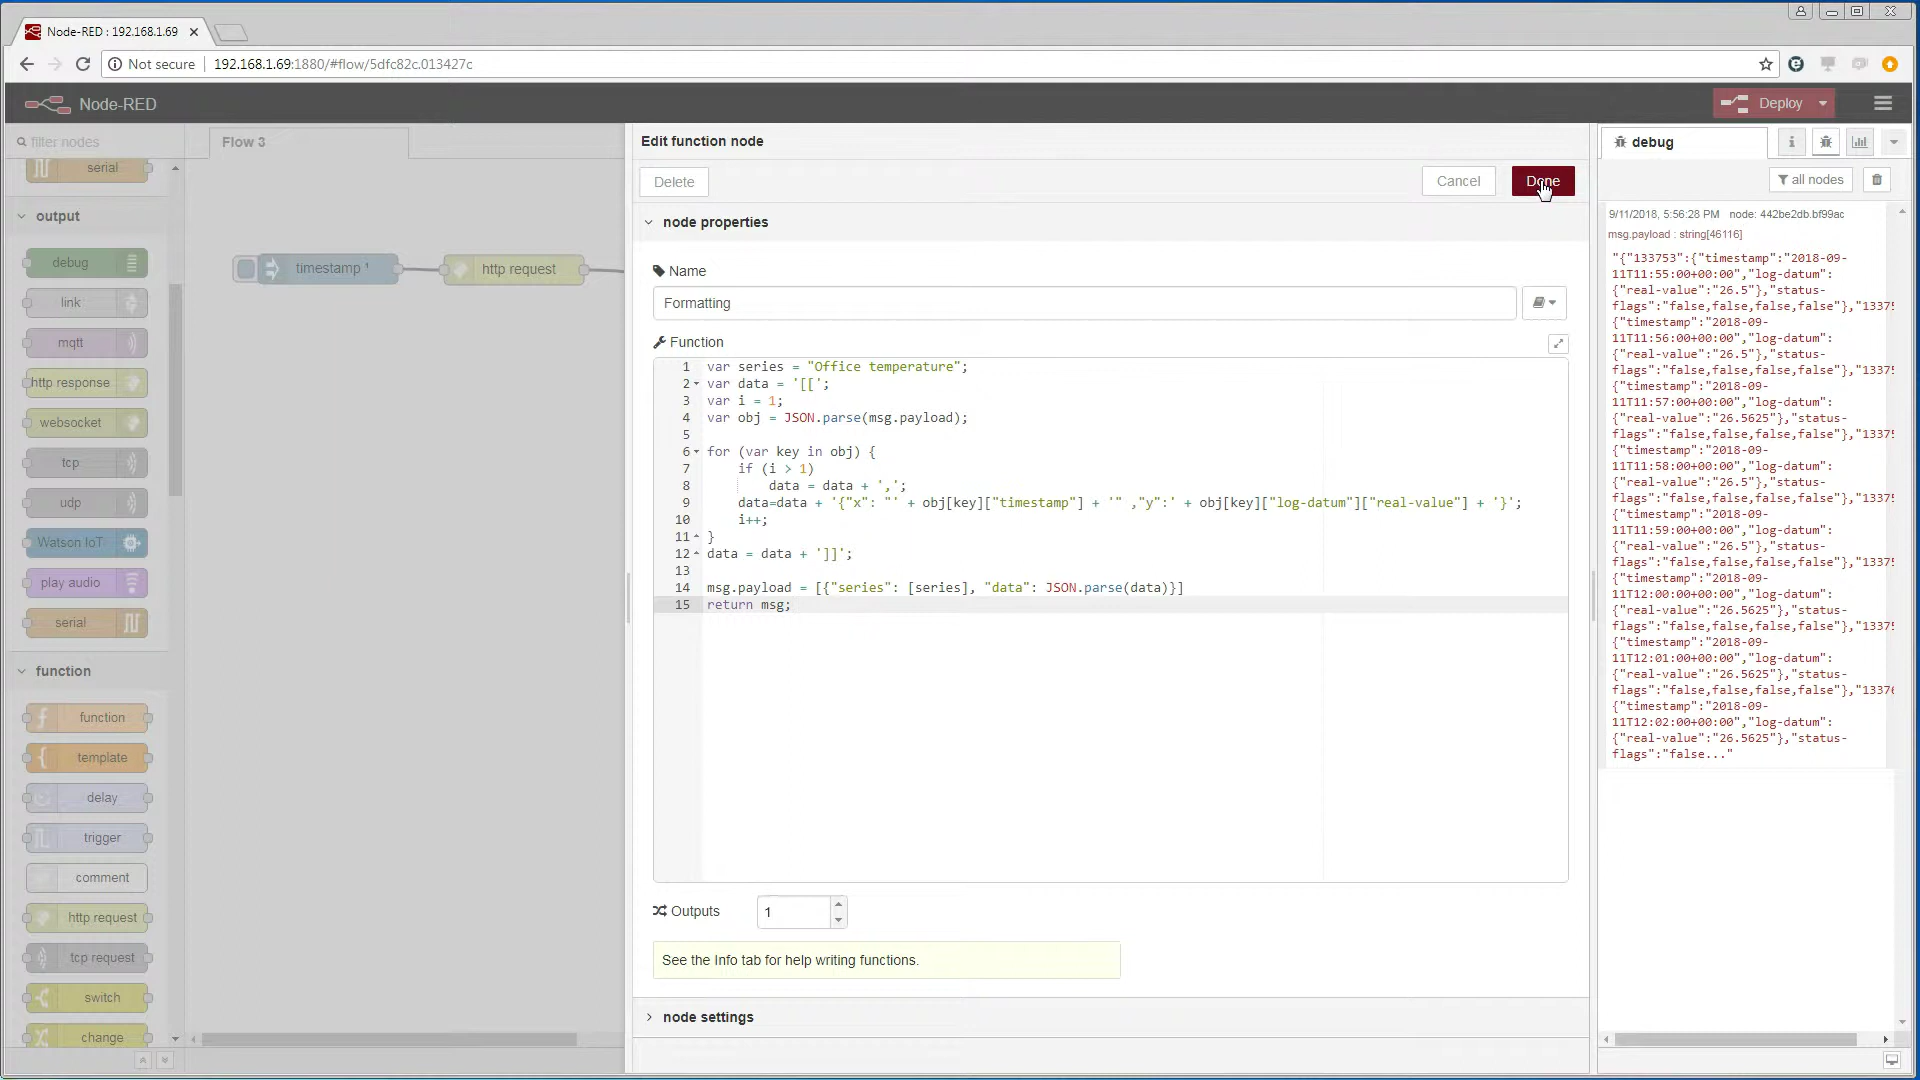 Node-RED : 192.168.1.69
Not secure
192.168.1.69:1880/#flow/5dfc82c.013427c
Node-RED
Deploy
filter nodes
serial
output
debug
link
mqtt
http response
websocket
tcp
udp
Watson IoT
play audio
serial
function
function
template
delay
trigger
comment
http request
tcp request
switch
change
Flow 3
timestamp ¹
http request
Edit function node
Delete
Cancel
Done
node properties
Name
Formatting
Function
1 var series = "Office temperature";
2 var data = '[[';
3 var i = 1;
4 var obj = JSON.parse(msg.payload);
5
6 for (var key in obj) {
7 if (i > 1)
8 data = data + ',';
9 data=data + '{"x": "' + obj[key]["timestamp"] + '" ,"y":' + obj[key]["log-datum"]["real-value"] + '}';
10 i++;
11 }
12 data = data + ']]';
13
14 msg.payload = [{"series": [series], "data": JSON.parse(data)}]
15 return msg;
Outputs
1
See the Info tab for help writing functions.
node settings
debug
i
all nodes
9/11/2018, 5:56:28 PM node: 442be2db.bf99ac
msg.payload : string[46116]
"{"133753":{"timestamp":"2018-09-
11T11:55:00+00:00","log-datum":
{"real-value":"26.5"},"status-
flags":"false,false,false,false"},"1337
{"timestamp":"2018-09-
11T11:56:00+00:00","log-datum":
{"real-value":"26.5"},"status-
flags":"false,false,false,false"},"1337
{"timestamp":"2018-09-
11T11:57:00+00:00","log-datum":
{"real-value":"26.5625"},"status-
flags":"false,false,false,false"},"1337
{"timestamp":"2018-09-
11T11:58:00+00:00","log-datum":
{"real-value":"26.5"},"status-
flags":"false,false,false,false"},"1337
{"timestamp":"2018-09-
11T11:59:00+00:00","log-datum":
{"real-value":"26.5"},"status-
flags":"false,false,false,false"},"1337
{"timestamp":"2018-09-
11T12:00:00+00:00","log-datum":
{"real-value":"26.5625"},"status-
flags":"false,false,false,false"},"1337
{"timestamp":"2018-09-
11T12:01:00+00:00","log-datum":
{"real-value":"26.5625"},"status-
flags":"false,false,false,false"},"1337
{"timestamp":"2018-09-
11T12:02:00+00:00","log-datum":
{"real-value":"26.5625"},"status-
flags":"false..."